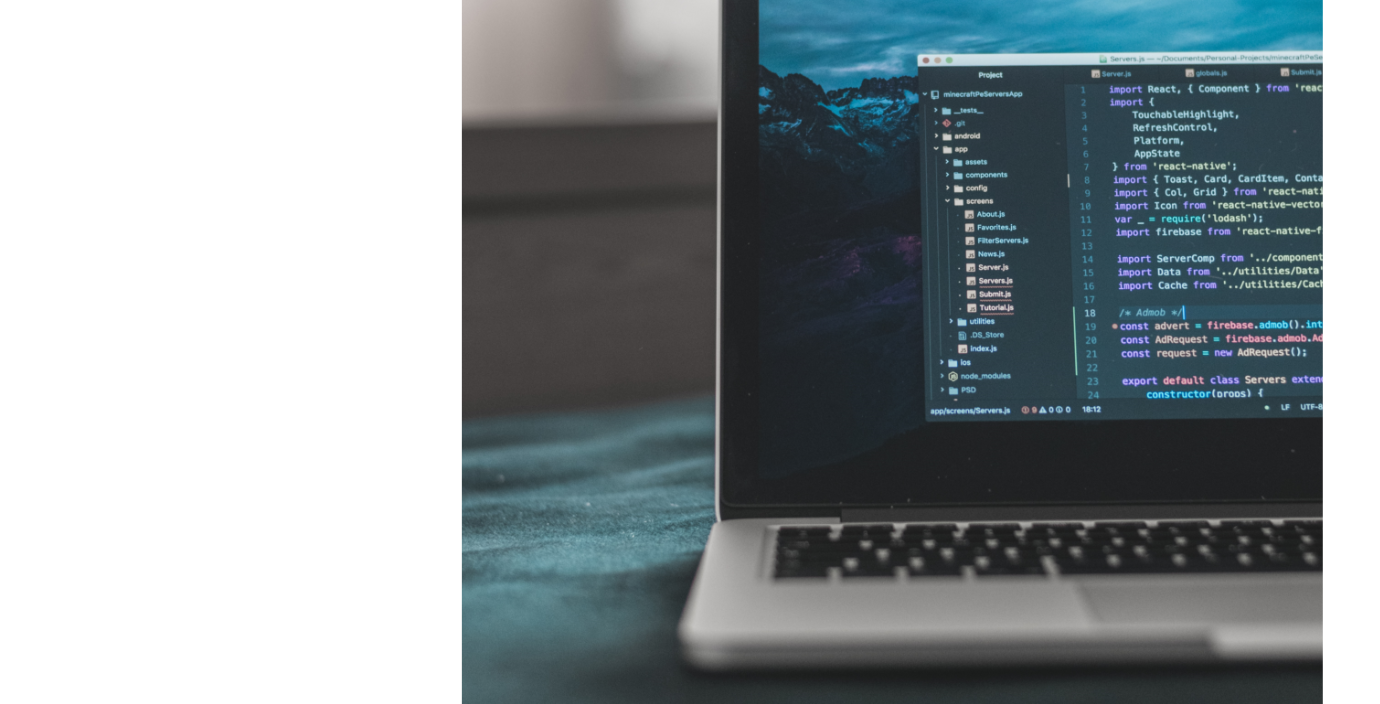 Servers.js — ~/Documents/Personal-Projects/minecraftPeSe
Project
minecraftPeServersApp
__tests__
.git
android
app
assets
components
config
screens
About.js
Favorites.js
FilterServers.js
News.js
Server.js
Servers.js
Submit.js
Tutorial.js
utilities
.DS_Store
index.js
ios
node_modules
PSD
Server.js globals.js Submit.js
1 import React, { Component } from 'reac
2 import {
3 TouchableHighlight,
4 RefreshControl,
5 Platform,
6 AppState
7 } from 'react-native';
8 import { Toast, Card, CardItem, Conta
9 import { Col, Grid } from 'react-nati
10 import Icon from 'react-native-vector
11 var _ = require('lodash');
12 import firebase from 'react-native-f
13
14 import ServerComp from '../component
15 import Data from '../utilities/Data'
16 import Cache from '../utilities/Cach
17
18 /* Admob */
19 const advert = firebase.admob().int
20 const AdRequest = firebase.admob.Ad
21 const request = new AdRequest();
22
23 export default class Servers exten
24 constructor(props) {
app/screens/Servers.js 9 0 0 18:12 LF UTF-8